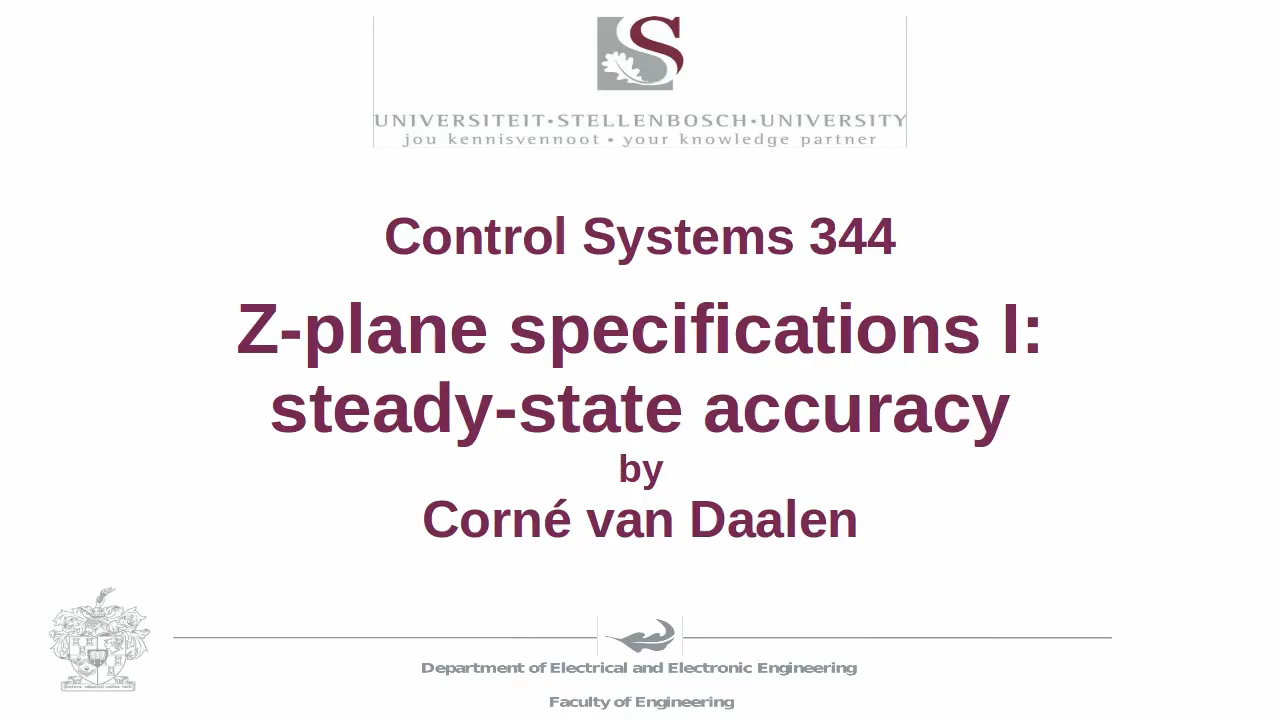 UNIVERSITEIT•STELLENBOSCH•UNIVERSITY
jou kennisvennoot • your knowledge partner
Control Systems 344
Z-plane specifications I:
steady-state accuracy
by
Corné van Daalen
Department of Electrical and Electronic Engineering
Faculty of Engineering